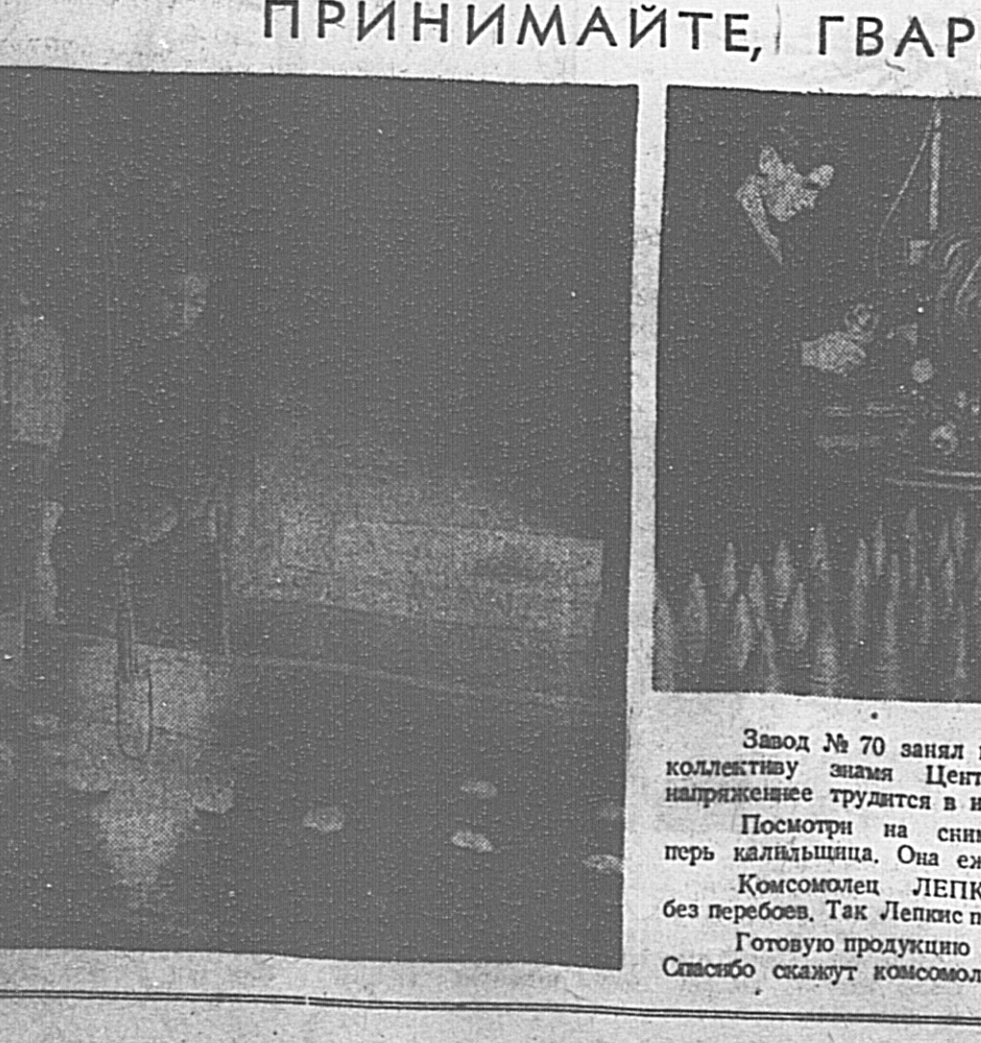 ПРИНИМАЙТЕ, ГВАР
Завод № 70 занял
коллективу знамя Цент
напряженнее трудится в н
Посмотри на сним
перь калильщица. Она еж
Комсомолец ЛЕПК
без перебоев. Так Лепкис п
Готовую продукцию
Спасибо скажут комсомол